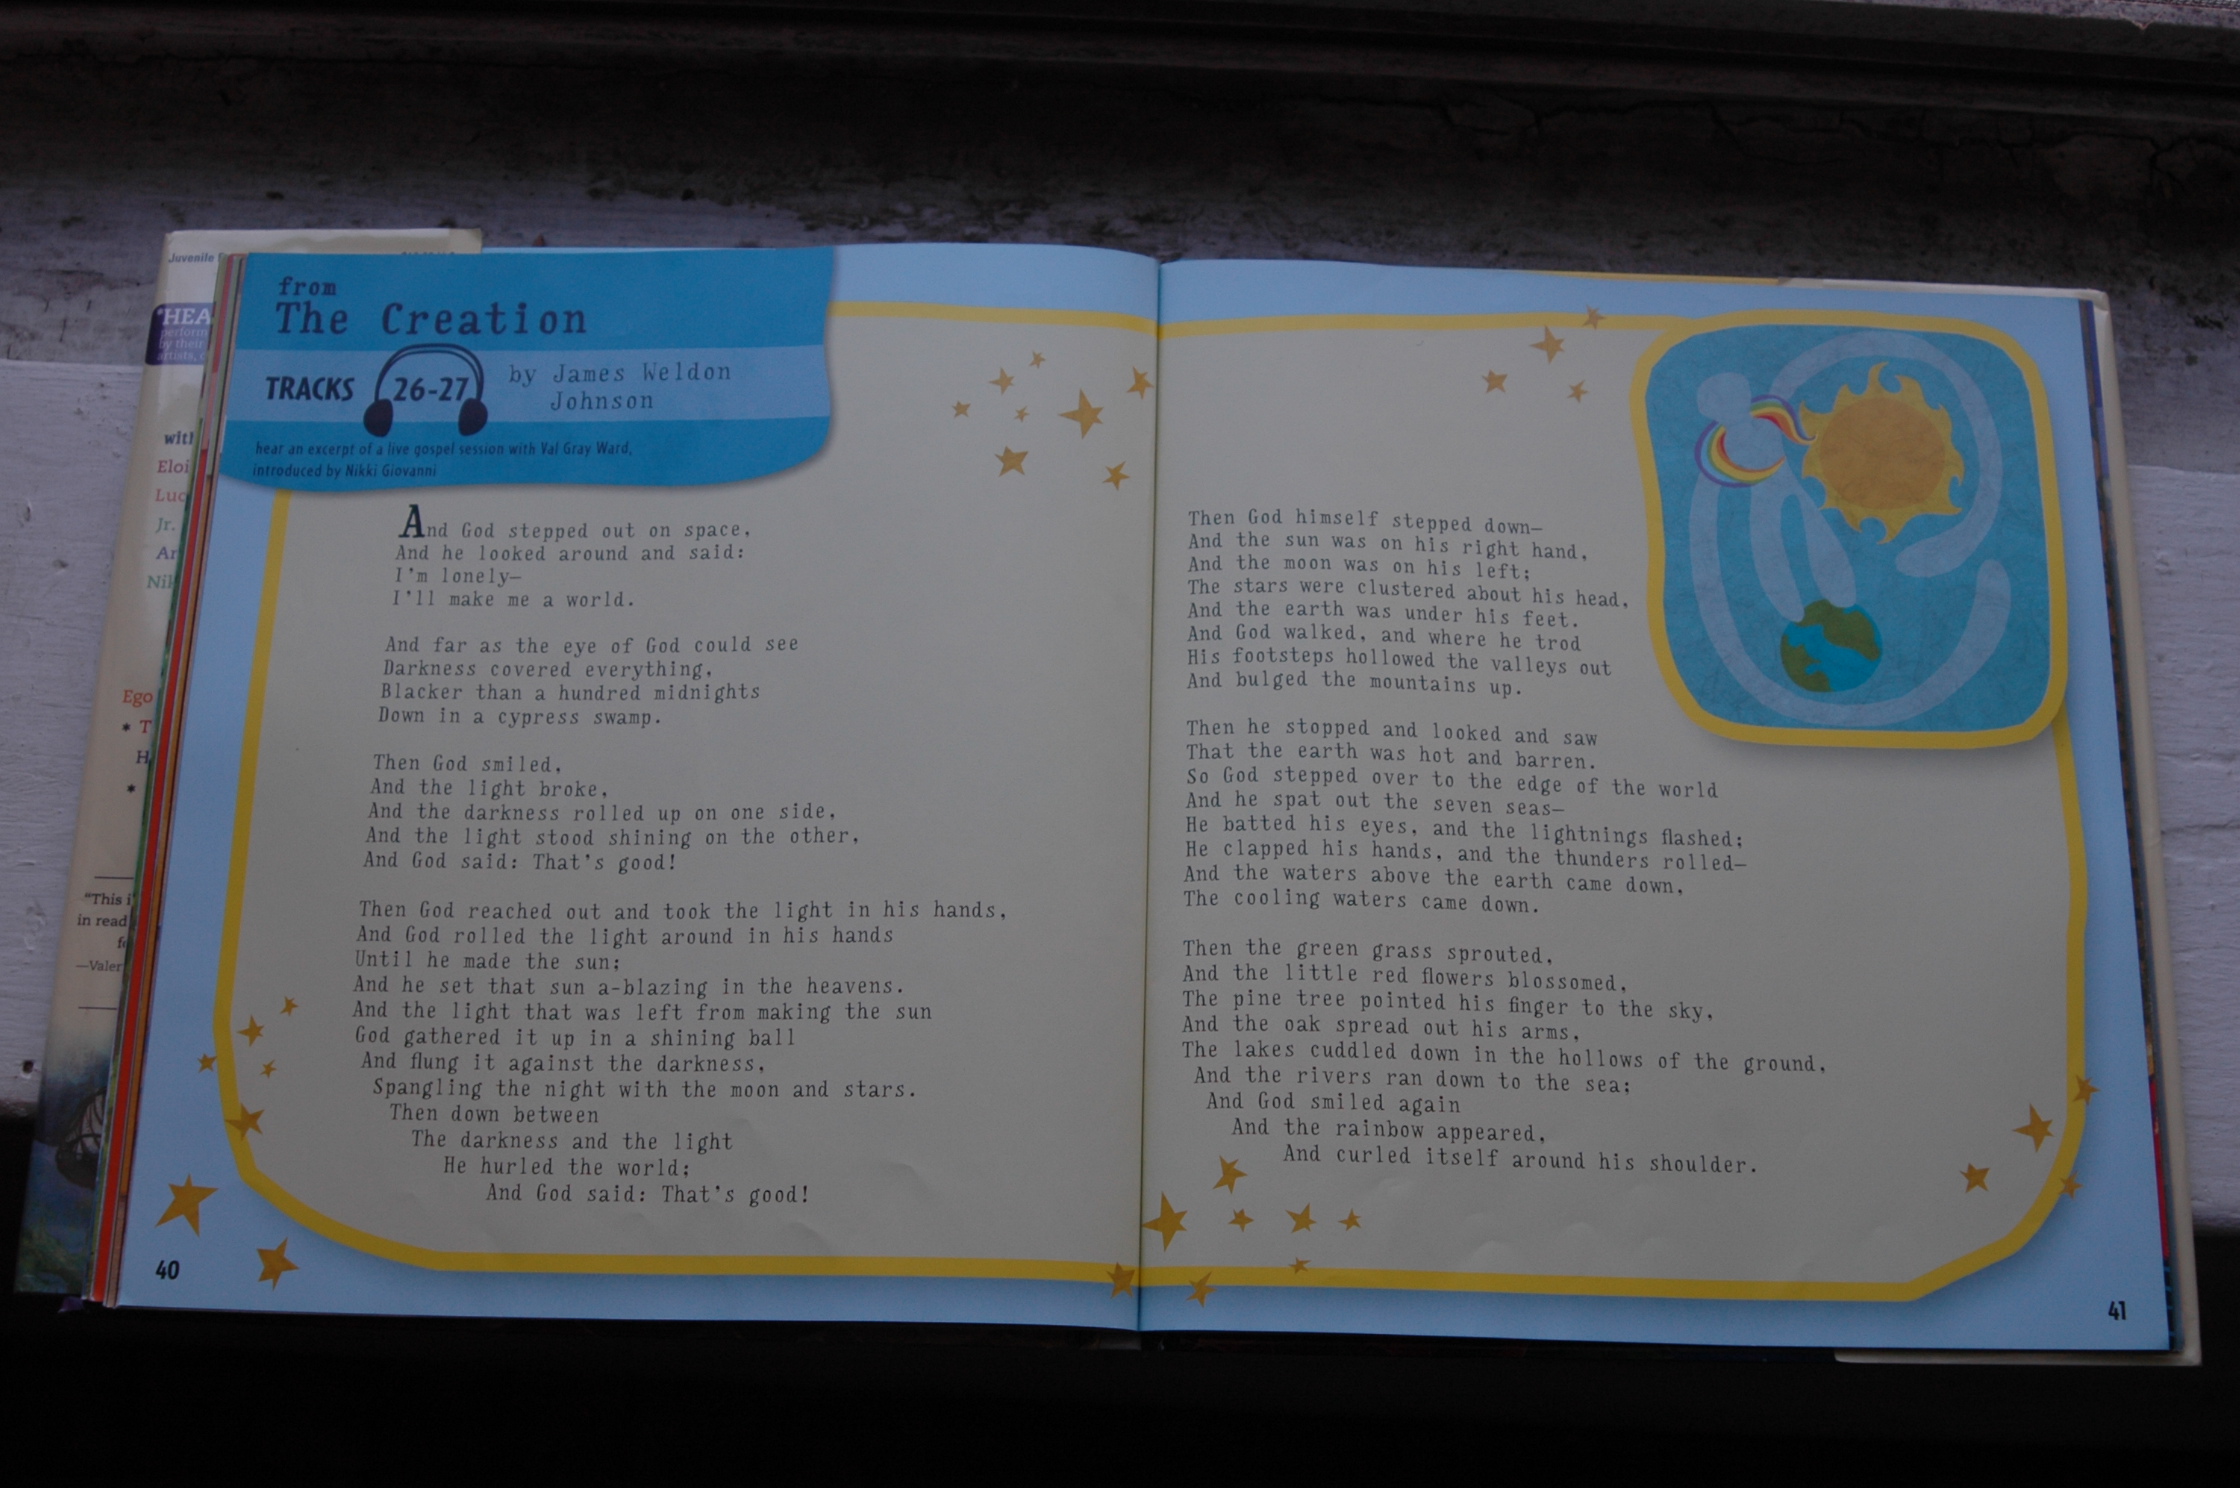 Juvenile
"HEA
perform
by their
artists, c
with
Eloi
Luc
Jr.
Ar
Nik
Ego
* T
H
*
"This i
in read
fe
—Valer
from
The Creation
TRACKS 26-27
by James Weldon
Johnson
hear an excerpt of a live gospel session with Val Gray Ward,
introduced by Nikki Giovanni
And God stepped out on space,
And he looked around and said:
I'm lonely—
I'll make me a world.
And far as the eye of God could see
Darkness covered everything,
Blacker than a hundred midnights
Down in a cypress swamp.
Then God smiled,
And the light broke,
And the darkness rolled up on one side,
And the light stood shining on the other,
And God said: That's good!
Then God reached out and took the light in his hands,
And God rolled the light around in his hands
Until he made the sun;
And he set that sun a-blazing in the heavens.
And the light that was left from making the sun
God gathered it up in a shining ball
And flung it against the darkness,
Spangling the night with the moon and stars.
Then down between
The darkness and the light
He hurled the world;
And God said: That's good!
40
Then God himself stepped down—
And the sun was on his right hand,
And the moon was on his left;
The stars were clustered about his head,
And the earth was under his feet.
And God walked, and where he trod
His footsteps hollowed the valleys out
And bulged the mountains up.
Then he stopped and looked and saw
That the earth was hot and barren.
So God stepped over to the edge of the world
And he spat out the seven seas—
He batted his eyes, and the lightnings flashed;
He clapped his hands, and the thunders rolled—
And the waters above the earth came down,
The cooling waters came down.
Then the green grass sprouted,
And the little red flowers blossomed,
The pine tree pointed his finger to the sky,
And the oak spread out his arms,
The lakes cuddled down in the hollows of the ground,
And the rivers ran down to the sea;
And God smiled again
And the rainbow appeared,
And curled itself around his shoulder.
41